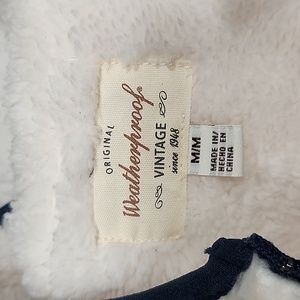 ORIGINAL
Weatherproof
VINTAGE
since 1948
M/M
MADE IN/
HECHO EN
CHINA